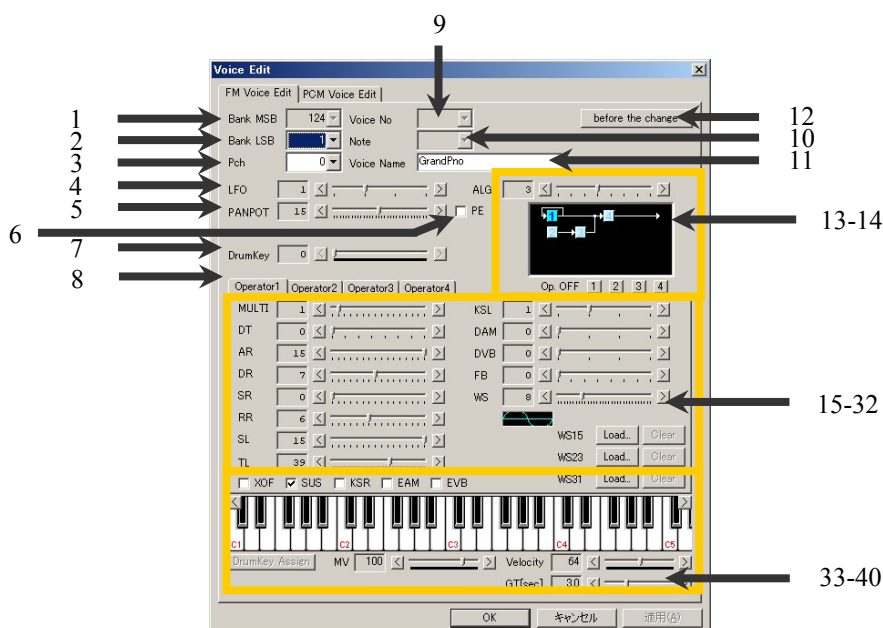 9
Voice Edit
FM Voice Edit PCM Voice Edit
1 Bank MSB 124 Voice No before the change 12
2 Bank LSB 1 Note 10
3 Pch 0 Voice Name GrandPno 11
4 LFO 1 ALG 3
5 PANPOT 15 PE 13-14
6
7 DrumKey 0
8 Operator1 Operator2 Operator3 Operator4 Op. OFF 1 2 3 4
MULTI 1 KSL 1
DT 0 DAM 0
AR 15 DVB 0
DR 7 FB 0
SR 0 WS 8 15-32
RR 6
SL 15 WS15 Load... Clear
TL 39 WS23 Load... Clear
XOF SUS KSR EAM EVB WS31 Load... Clear
C1 C2 C3 C4 C5
DrumKey Assign MV 100 Velocity 64
GT[sec] 3.0 33-40
OK キャンセル 適用(A)